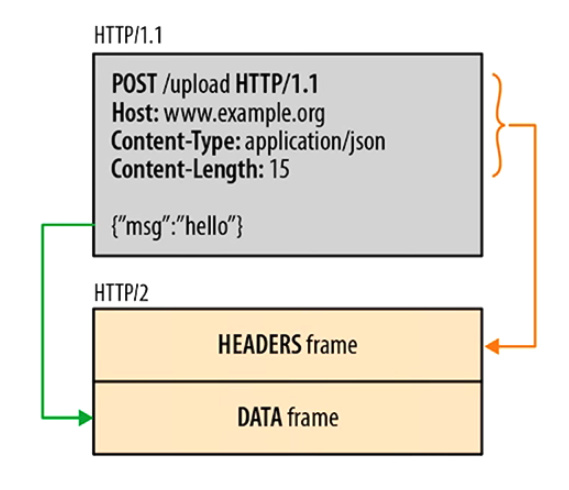 HTTP/1.1
POST /upload HTTP/1.1
Host: www.example.org
Content-Type: application/json
Content-Length: 15
{”msg”:”hello”}
HTTP/2
HEADERS frame
DATA frame